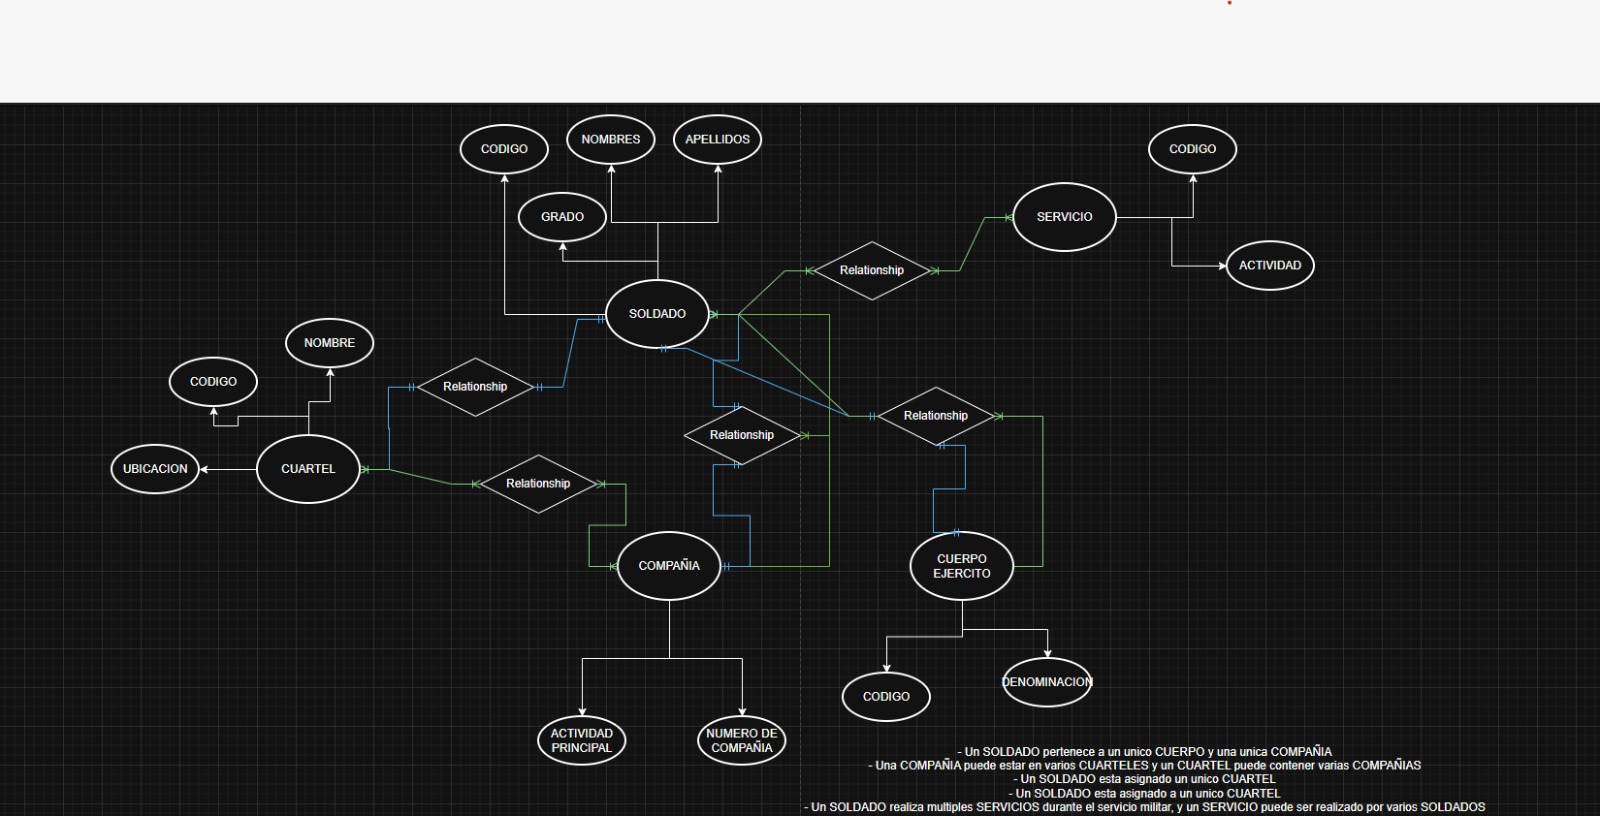 NOMBRES
APELLIDOS
CODIGO
CODIGO
GRADO
SERVICIO
ACTIVIDAD
Relationship
SOLDADO
NOMBRE
CODIGO
Relationship
Relationship
Relationship
UBICACION
CUARTEL
Relationship
COMPAÑIA
CUERPO
EJERCITO
DENOMINACION
CODIGO
ACTIVIDAD
PRINCIPAL
NUMERO DE
COMPAÑIA
- Un SOLDADO pertenece a un unico CUERPO y una unica COMPAÑIA
- Una COMPAÑIA puede estar en varios CUARTELES y un CUARTEL puede contener varias COMPAÑIAS
- Un SOLDADO esta asignado un unico CUARTEL
- Un SOLDADO esta asignado a un unico CUARTEL
- Un SOLDADO realiza multiples SERVICIOS durante el servicio militar, y un SERVICIO puede ser realizado por varios SOLDADOS